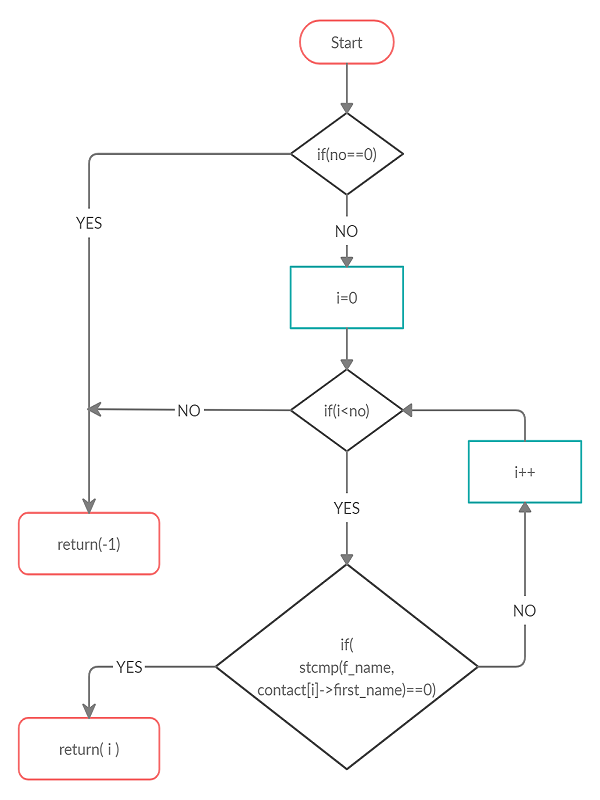 Start
if(no==0)
YES
NO
i=0
NO
if(i<no)
i++
YES
return(-1)
NO
if(
stcmp(f_name,
contact[i]->first_name)==0)
YES
return( i )